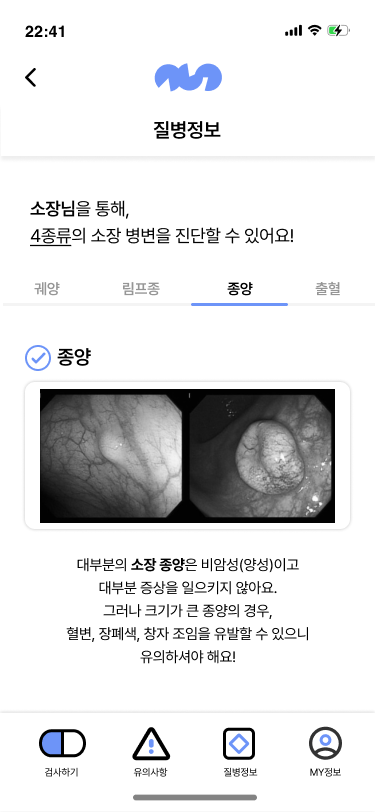 22:41
질병정보
소장님을 통해,
4종류의 소장 병변을 진단할 수 있어요!
궤양 림프종 종양 출혈
종양
대부분의 소장 종양은 비암성(양성)이고
대부분 증상을 일으키지 않아요.
그러나 크기가 큰 종양의 경우,
혈변, 장폐색, 창자 조임을 유발할 수 있으니
유의하셔야 해요!
검사하기 유의사항 질병정보 MY정보